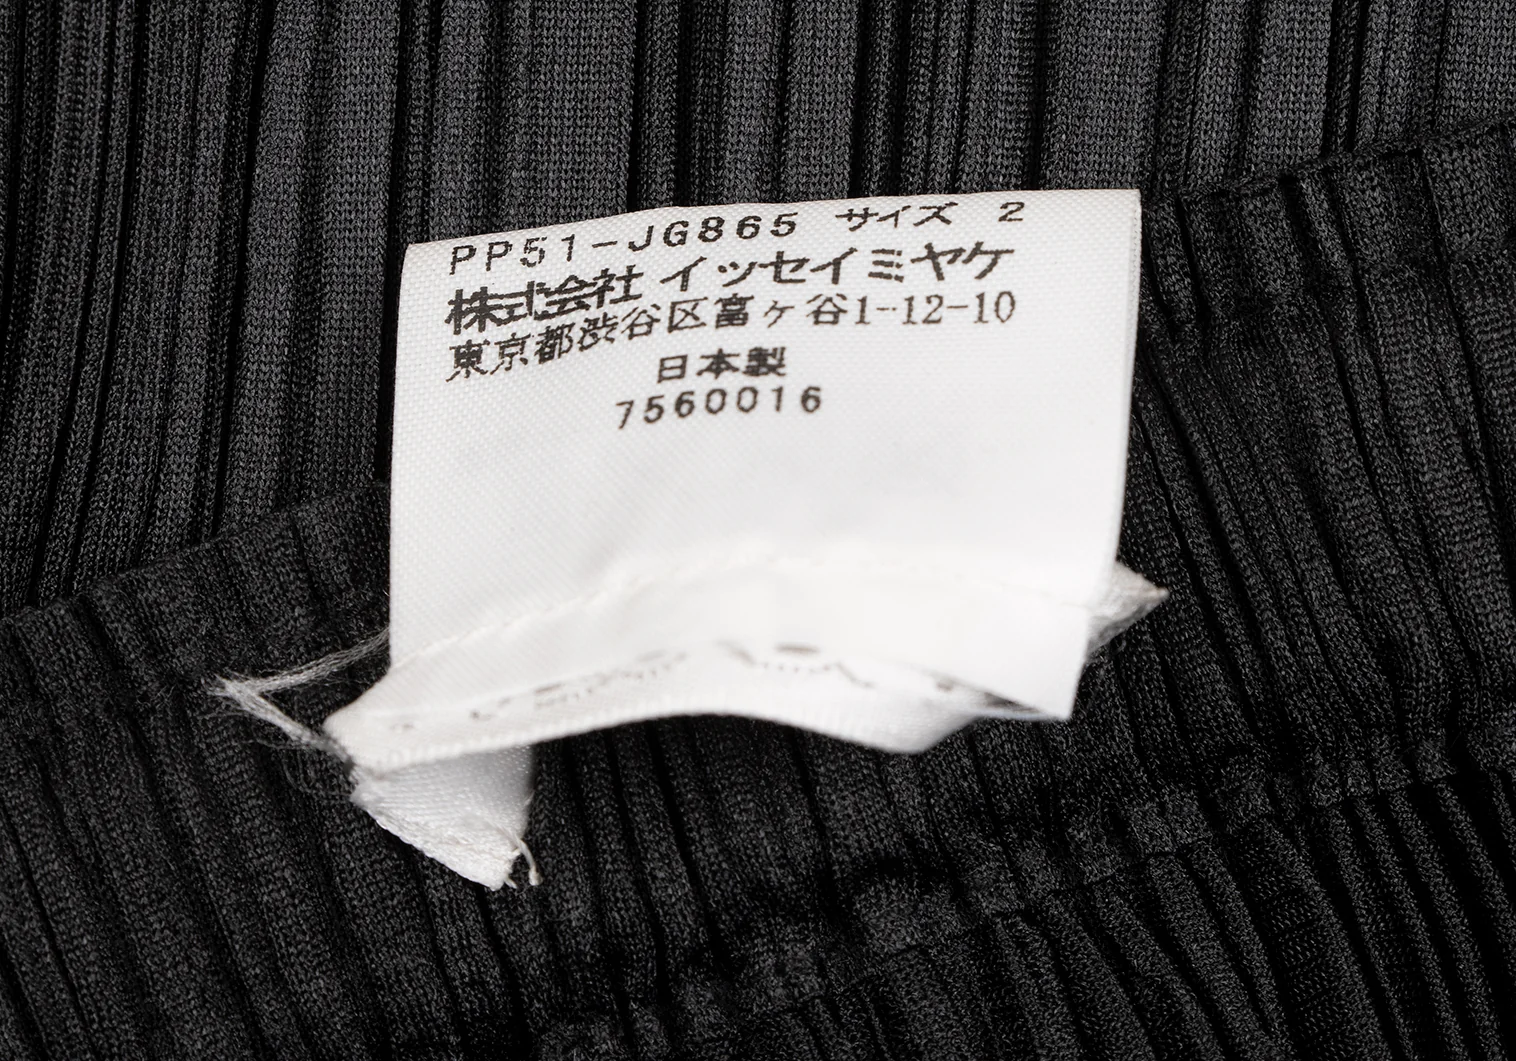 PP51-JG865 サイズ 2
株式会社 イッセイミヤケ
東京都渋谷区富ヶ谷1-12-10
日本製
7560016